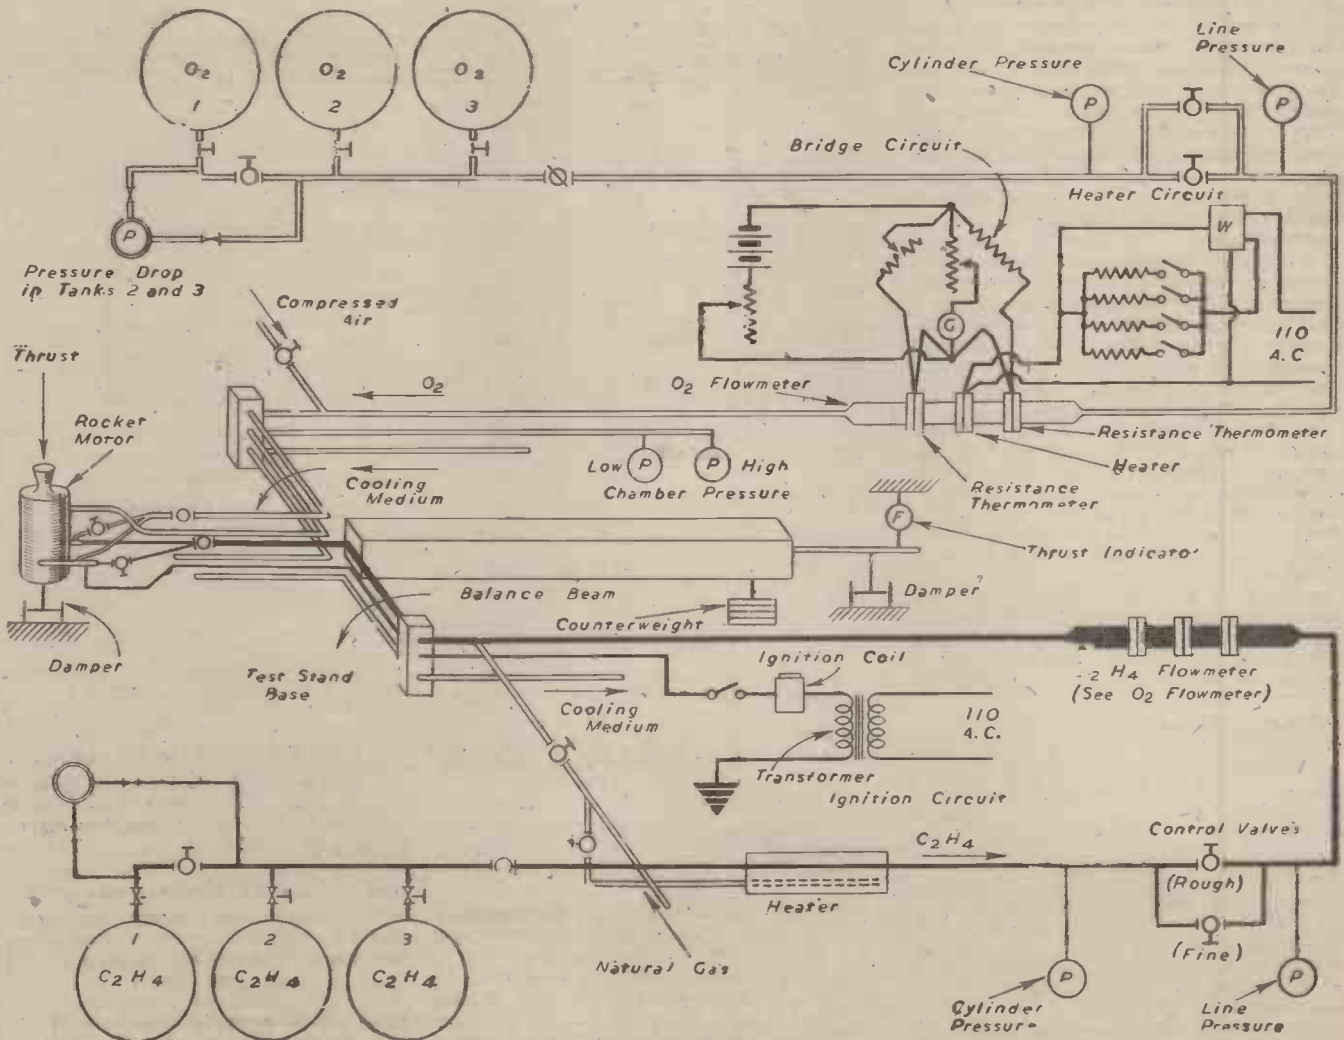 O2
1
O2
2
O2
3
Cylinder Pressure
Line
Pressure
P
P
Bridge Circuit
Heater Circuit
W
P
Pressure Drop
in Tanks 2 and 3
Compressed
Air
G
110
A.C
Thrust
O2
O2 Flowmeter
Rocket
Motor
Resistance Thermometer
Low
P
P
High
Heater
Chamber Pressure
Cooling
Medium
Resistance
Thermometer
F
Thrust Indicator
Balance Beam
Damper
Counterweight
Damper
Test Stand
Base
Ignition Coil
2 H4 Flowmeter
(See O2 Flowmeter)
Cooling
Medium
110
A.C.
Transformer
Ignition Circuit
C2H4
Control Valves
(Rough)
Heater
(Fine)
1
C2H4
2
C2H4
3
C2H4
Natural Gas
P
P
Cylinder
Pressure
Line
Pressure